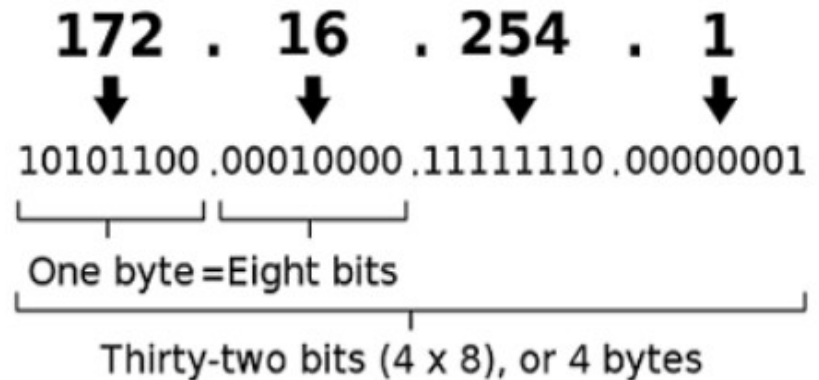 172 . 16 . 254 . 1
10101100 .00010000 .11111110 .00000001
One byte =Eight bits
Thirty-two bits (4 x 8), or 4 bytes